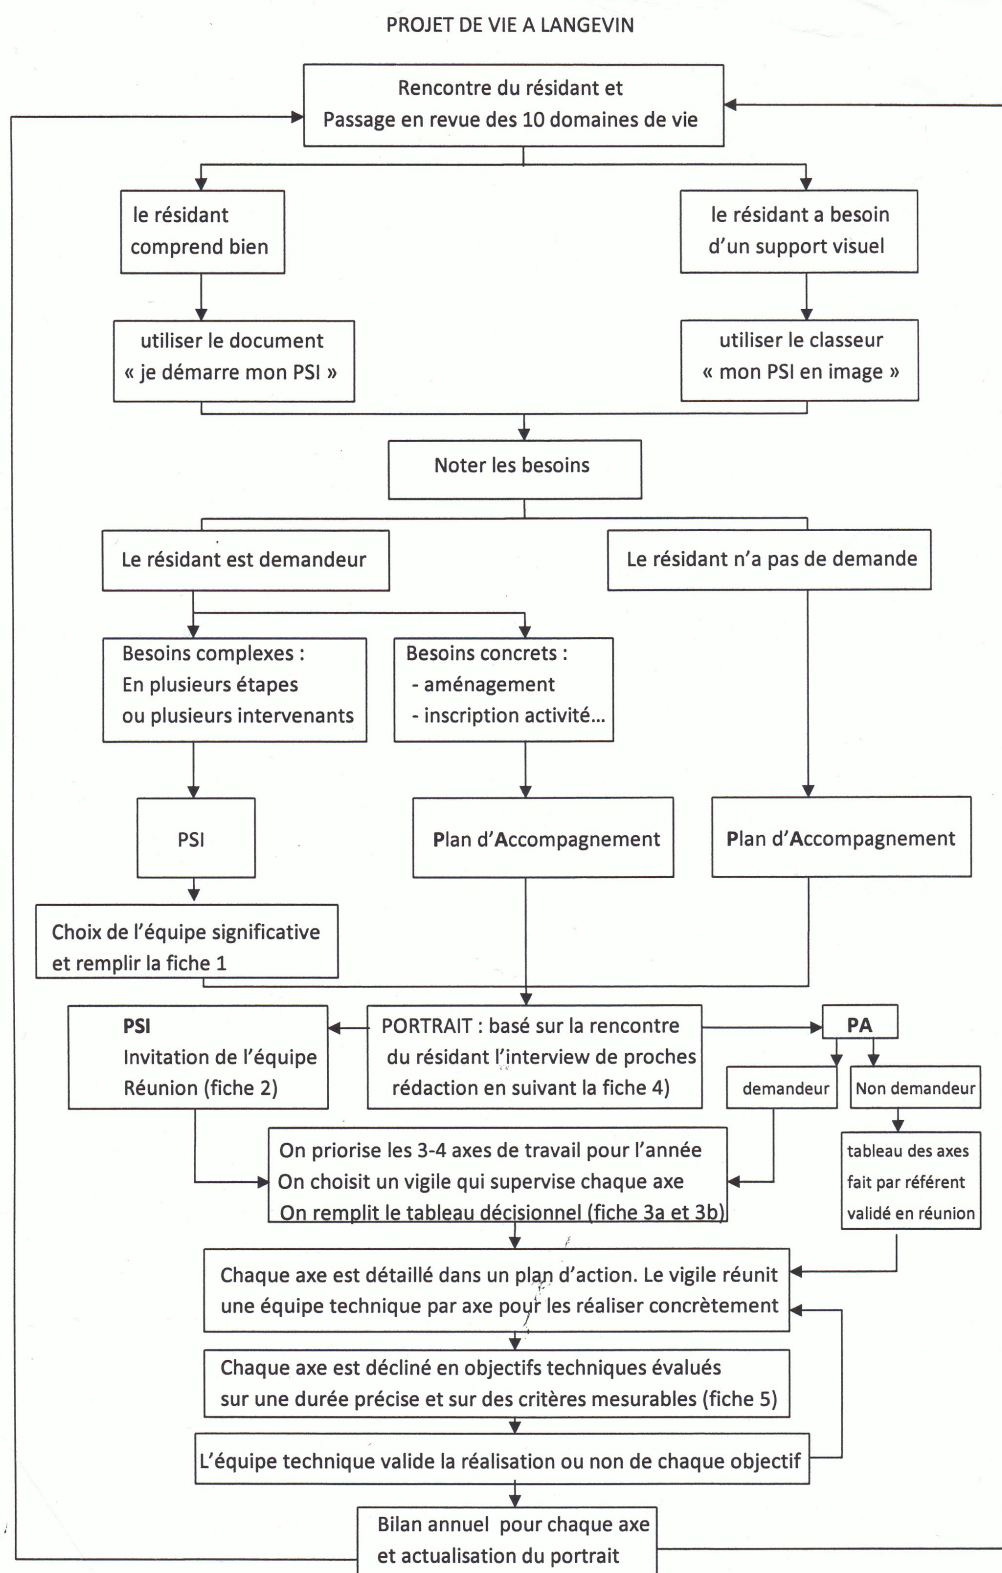 PROJET DE VIE A LANGEVIN
Rencontre du résidant et
Passage en revue des 10 domaines de vie
le résidant
comprend bien
le résidant a besoin
d'un support visuel
utiliser le document
« je démarre mon PSI »
utiliser le classeur
« mon PSI en image »
Noter les besoins
Le résidant est demandeur
Le résidant n'a pas de demande
Besoins complexes :
En plusieurs étapes
ou plusieurs intervenants
Besoins concrets :
- aménagement
- inscription activité...
PSI
Plan d'Accompagnement
Plan d'Accompagnement
Choix de l'équipe significative
et remplir la fiche 1
PSI
Invitation de l'équipe
Réunion (fiche 2)
PORTRAIT : basé sur la rencontre
du résidant l'interview de proches
rédaction en suivant la fiche 4)
PA
demandeur
Non demandeur
On priorise les 3-4 axes de travail pour l'année
On choisit un vigile qui supervise chaque axe
On remplit le tableau décisionnel (fiche 3a et 3b)
tableau des axes
fait par référent
validé en réunion
Chaque axe est détaillé dans un plan d'action. Le vigile réunit
une équipe technique par axe pour les réaliser concrètement
Chaque axe est décliné en objectifs techniques évalués
sur une durée précise et sur des critères mesurables (fiche 5)
L'équipe technique valide la réalisation ou non de chaque objectif
Bilan annuel pour chaque axe
et actualisation du portrait